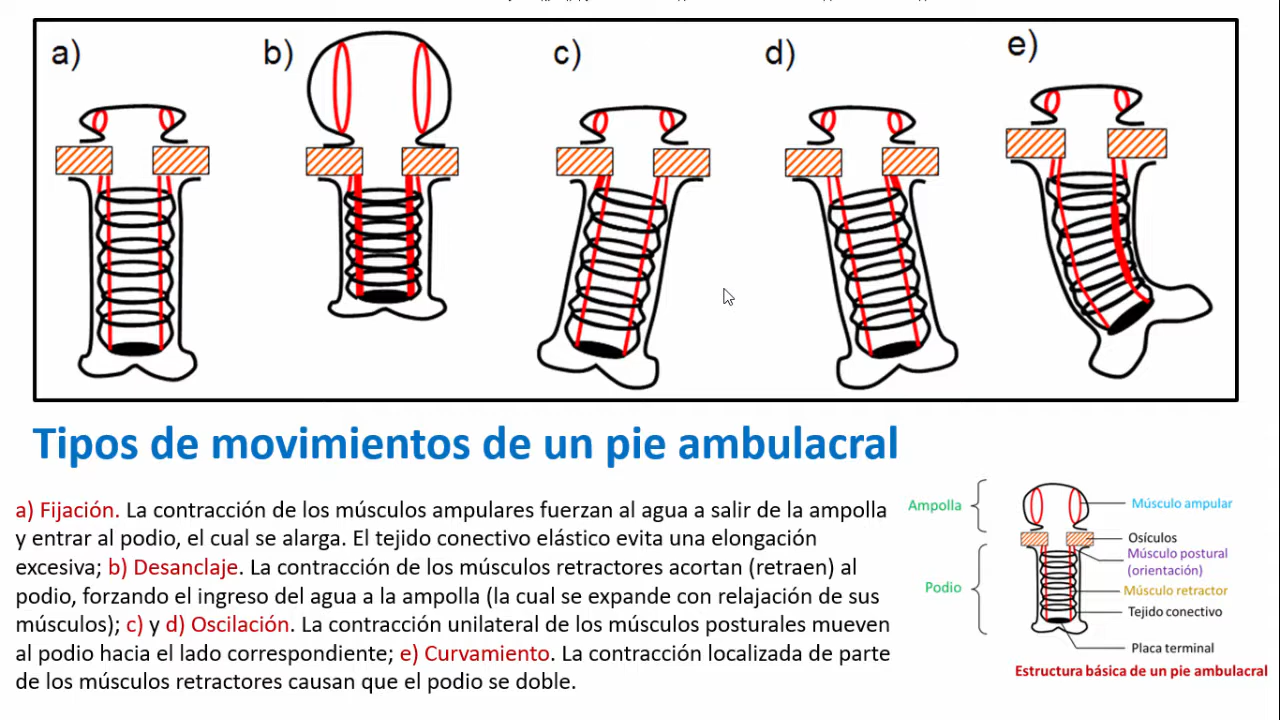 a)
b)
c)
d)
e)
Tipos de movimientos de un pie ambulacral
a) Fijación. La contracción de los músculos ampulares fuerzan al agua a salir de la ampolla
y entrar al podio, el cual se alarga. El tejido conectivo elástico evita una elongación
excesiva; b) Desanclaje. La contracción de los músculos retractores acortan (retraen) al
podio, forzando el ingreso del agua a la ampolla (la cual se expande con relajación de sus
músculos); c) y d) Oscilación. La contracción unilateral de los músculos posturales mueven
al podio hacia el lado correspondiente; e) Curvamiento. La contracción localizada de parte
de los músculos retractores causan que el podio se doble.
Ampolla
Podio
Músculo ampular
Osículos
Músculo postural
(orientación)
Músculo retractor
Tejido conectivo
Placa terminal
Estructura básica de un pie ambulacral